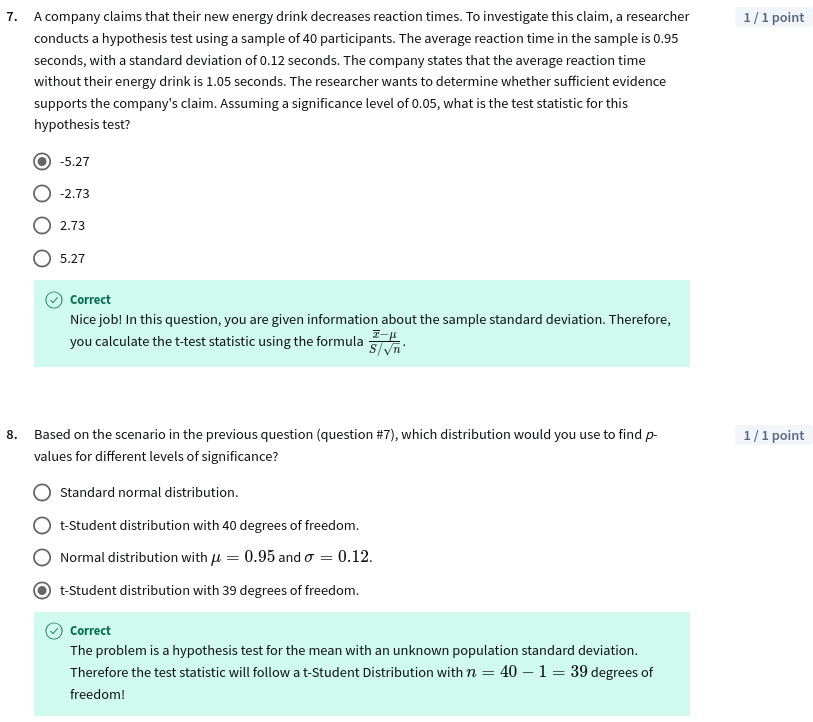 7. A company claims that their new energy drink decreases reaction times. To investigate this claim, a researcher 1 / 1 point
conducts a hypothesis test using a sample of 40 participants. The average reaction time in the sample is 0.95
seconds, with a standard deviation of 0.12 seconds. The company states that the average reaction time
without their energy drink is 1.05 seconds. The researcher wants to determine whether sufficient evidence
supports the company's claim. Assuming a significance level of 0.05, what is the test statistic for this
hypothesis test?
-5.27
-2.73
2.73
5.27
Correct
Nice job! In this question, you are given information about the sample standard deviation. Therefore,
you calculate the t-test statistic using the formula \frac{\overline{x}-\mu}{S/\sqrt{n}}.
8. Based on the scenario in the previous question (question #7), which distribution would you use to find p- 1 / 1 point
values for different levels of significance?
Standard normal distribution.
t-Student distribution with 40 degrees of freedom.
Normal distribution with μ = 0.95 and σ = 0.12.
t-Student distribution with 39 degrees of freedom.
Correct
The problem is a hypothesis test for the mean with an unknown population standard deviation.
Therefore the test statistic will follow a t-Student Distribution with n = 40 − 1 = 39 degrees of
freedom!